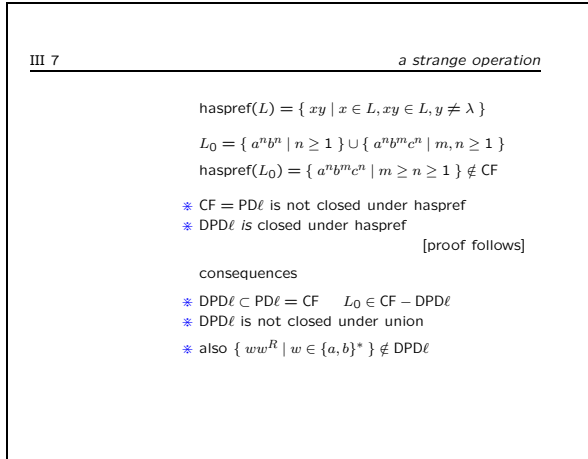 III 7 a strange operation
haspref(L) = { xy | x ∈ L, xy ∈ L, y ≠ λ }
L₀ = { aⁿbⁿ | n ≥ 1 } ∪ { aⁿbᵐcⁿ | m, n ≥ 1 }
haspref(L₀) = { aⁿbᵐcⁿ | m ≥ n ≥ 1 } ∉ CF
⋇ CF = PDℓ is not closed under haspref
⋇ DPDℓ is closed under haspref
[proof follows]
consequences
⋇ DPDℓ ⊂ PDℓ = CF L₀ ∈ CF − DPDℓ
⋇ DPDℓ is not closed under union
⋇ also { wwᴿ | w ∈ {a, b}* } ∉ DPDℓ